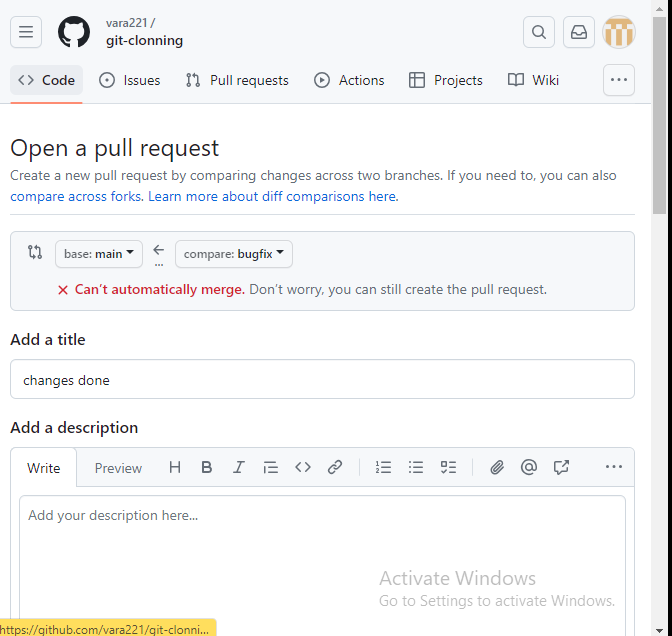 vara221 /
git-clonning
Code Issues Pull requests Actions Projects Wiki
Open a pull request
Create a new pull request by comparing changes across two branches. If you need to, you can also
compare across forks. Learn more about diff comparisons here.
base: main compare: bugfix
Can't automatically merge. Don't worry, you can still create the pull request.
Add a title
changes done
Add a description
Write Preview
Add your description here...
Activate Windows
Go to Settings to activate Windows.
https://github.com/vara221/git-clonni...